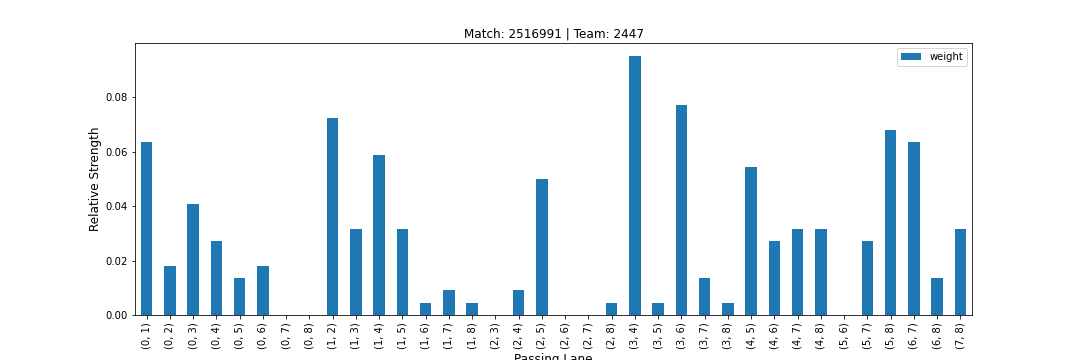 Match: 2516991 | Team: 2447
weight
Relative Strength
0.08
0.06
0.04
0.02
0.00
(0, 1) (0, 2) (0, 3) (0, 4) (0, 5) (0, 6) (0, 7) (0, 8) (1, 2) (1, 3) (1, 4) (1, 5) (1, 6) (1, 7) (1, 8) (2, 3) (2, 4) (2, 5) (2, 6) (2, 7) (2, 8) (3, 4) (3, 5) (3, 6) (3, 7) (3, 8) (4, 5) (4, 6) (4, 7) (4, 8) (5, 6) (5, 7) (5, 8) (6, 7) (6, 8) (7, 8)
Passing Lane